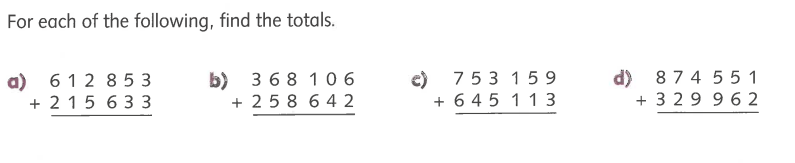 For each of the following, find the totals.
a) 6 1 2 8 5 3 b) 3 6 8 1 0 6 c) 7 5 3 1 5 9 d) 8 7 4 5 5 1
+ 2 1 5 6 3 3 + 2 5 8 6 4 2 + 6 4 5 1 1 3 + 3 2 9 9 6 2